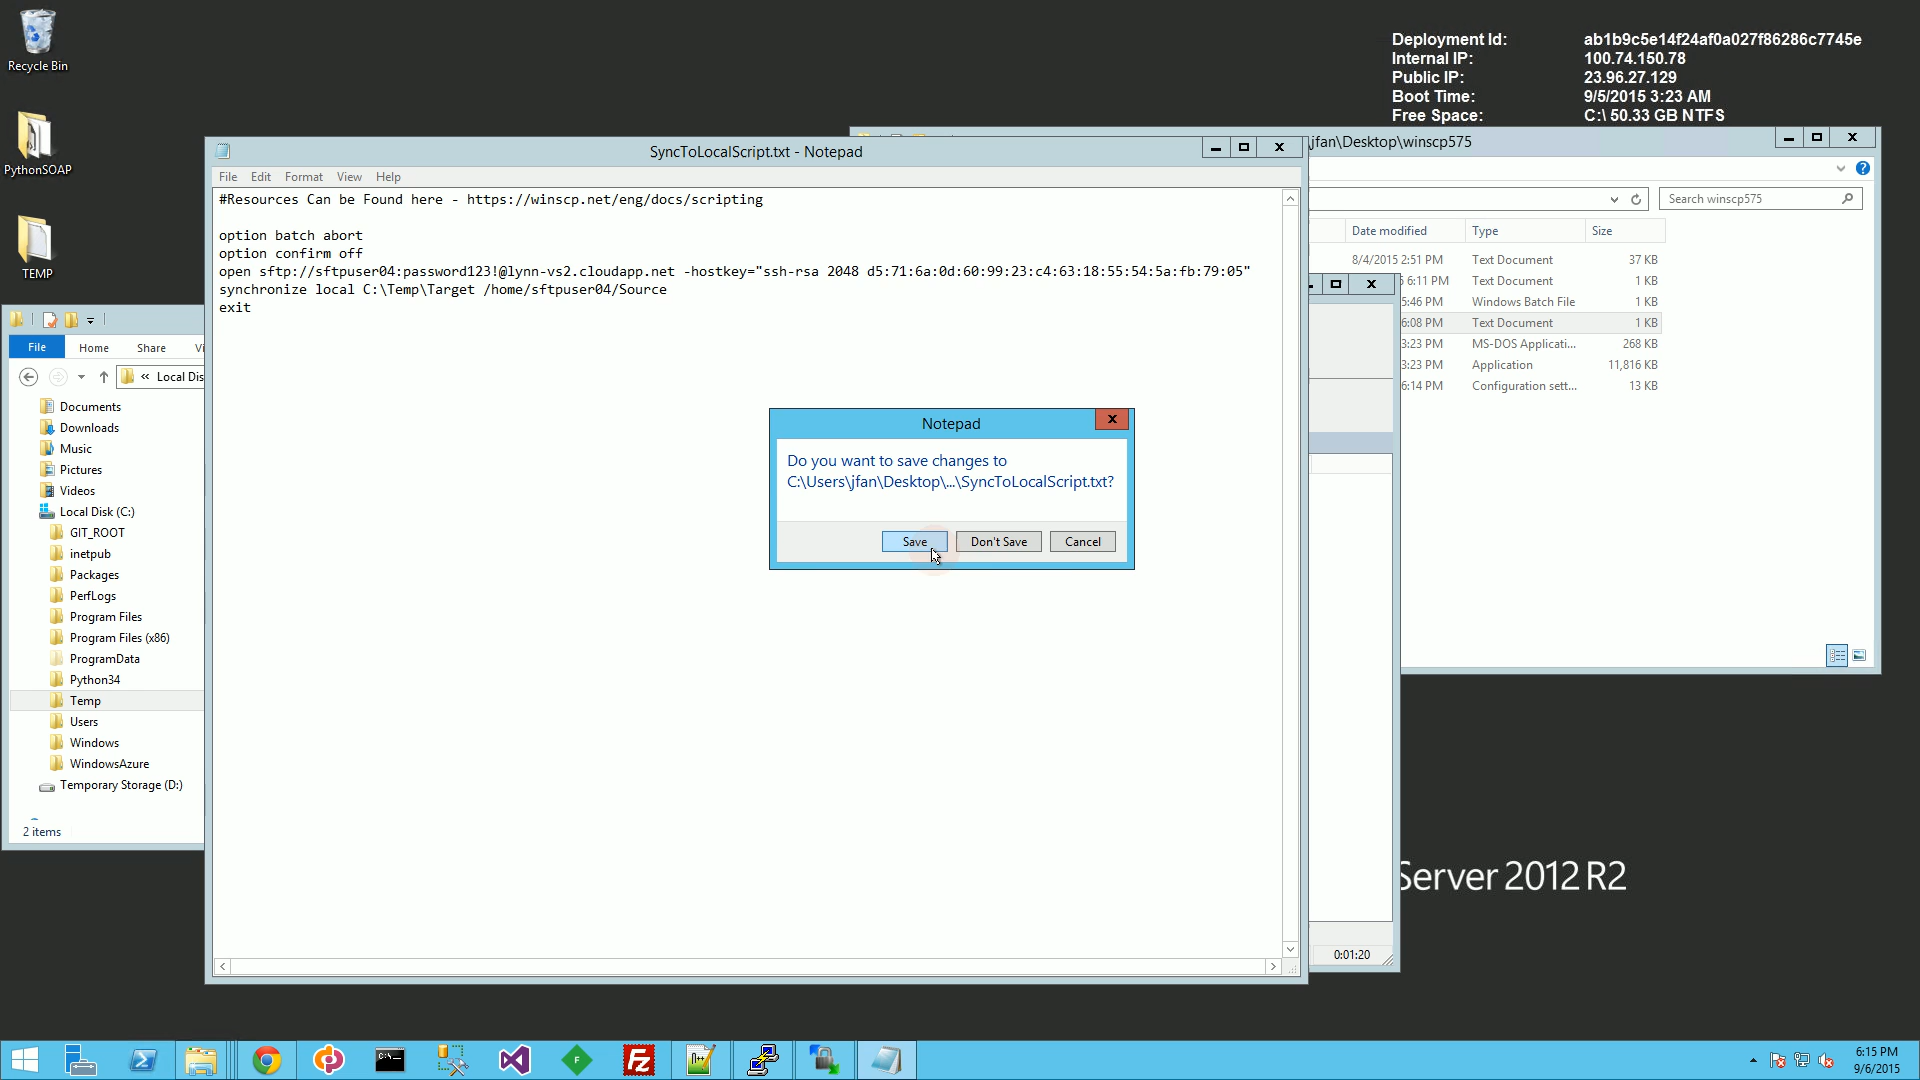 Recycle Bin
PythonSOAP
TEMP
Deployment Id: ab1b9c5e14f24af0a027f86286c7745e
Internal IP: 100.74.150.78
Public IP: 23.96.27.129
Boot Time: 9/5/2015 3:23 AM
Free Space: C:\ 50.33 GB NTFS
SyncToLocalScript.txt - Notepad
File Edit Format View Help
#Resources Can be Found here - https://winscp.net/eng/docs/scripting
option batch abort
option confirm off
open sftp://sftpuser04:password123!@lynn-vs2.cloudapp.net -hostkey="ssh-rsa 2048 d5:71:6a:0d:60:99:23:c4:63:18:55:54:5a:fb:79:05"
synchronize local C:\Temp\Target /home/sftpuser04/Source
exit
Notepad
Do you want to save changes to
C:\Users\jfan\Desktop\...\SyncToLocalScript.txt?
Save Don't Save Cancel
jfan\Desktop\winscp575
Search winscp575
Date modified Type Size
8/4/2015 2:51 PM Text Document 37 KB
6:11 PM Text Document 1 KB
5:46 PM Windows Batch File 1 KB
6:08 PM Text Document 1 KB
3:23 PM MS-DOS Applicati... 268 KB
3:23 PM Application 11,816 KB
6:14 PM Configuration sett... 13 KB
0:01:20
File Home Share Vi
« Local Dis
Documents
Downloads
Music
Pictures
Videos
Local Disk (C:)
GIT_ROOT
inetpub
Packages
PerfLogs
Program Files
Program Files (x86)
ProgramData
Python34
Temp
Users
Windows
WindowsAzure
Temporary Storage (D:)
2 items
Server 2012 R2
6:15 PM
9/6/2015